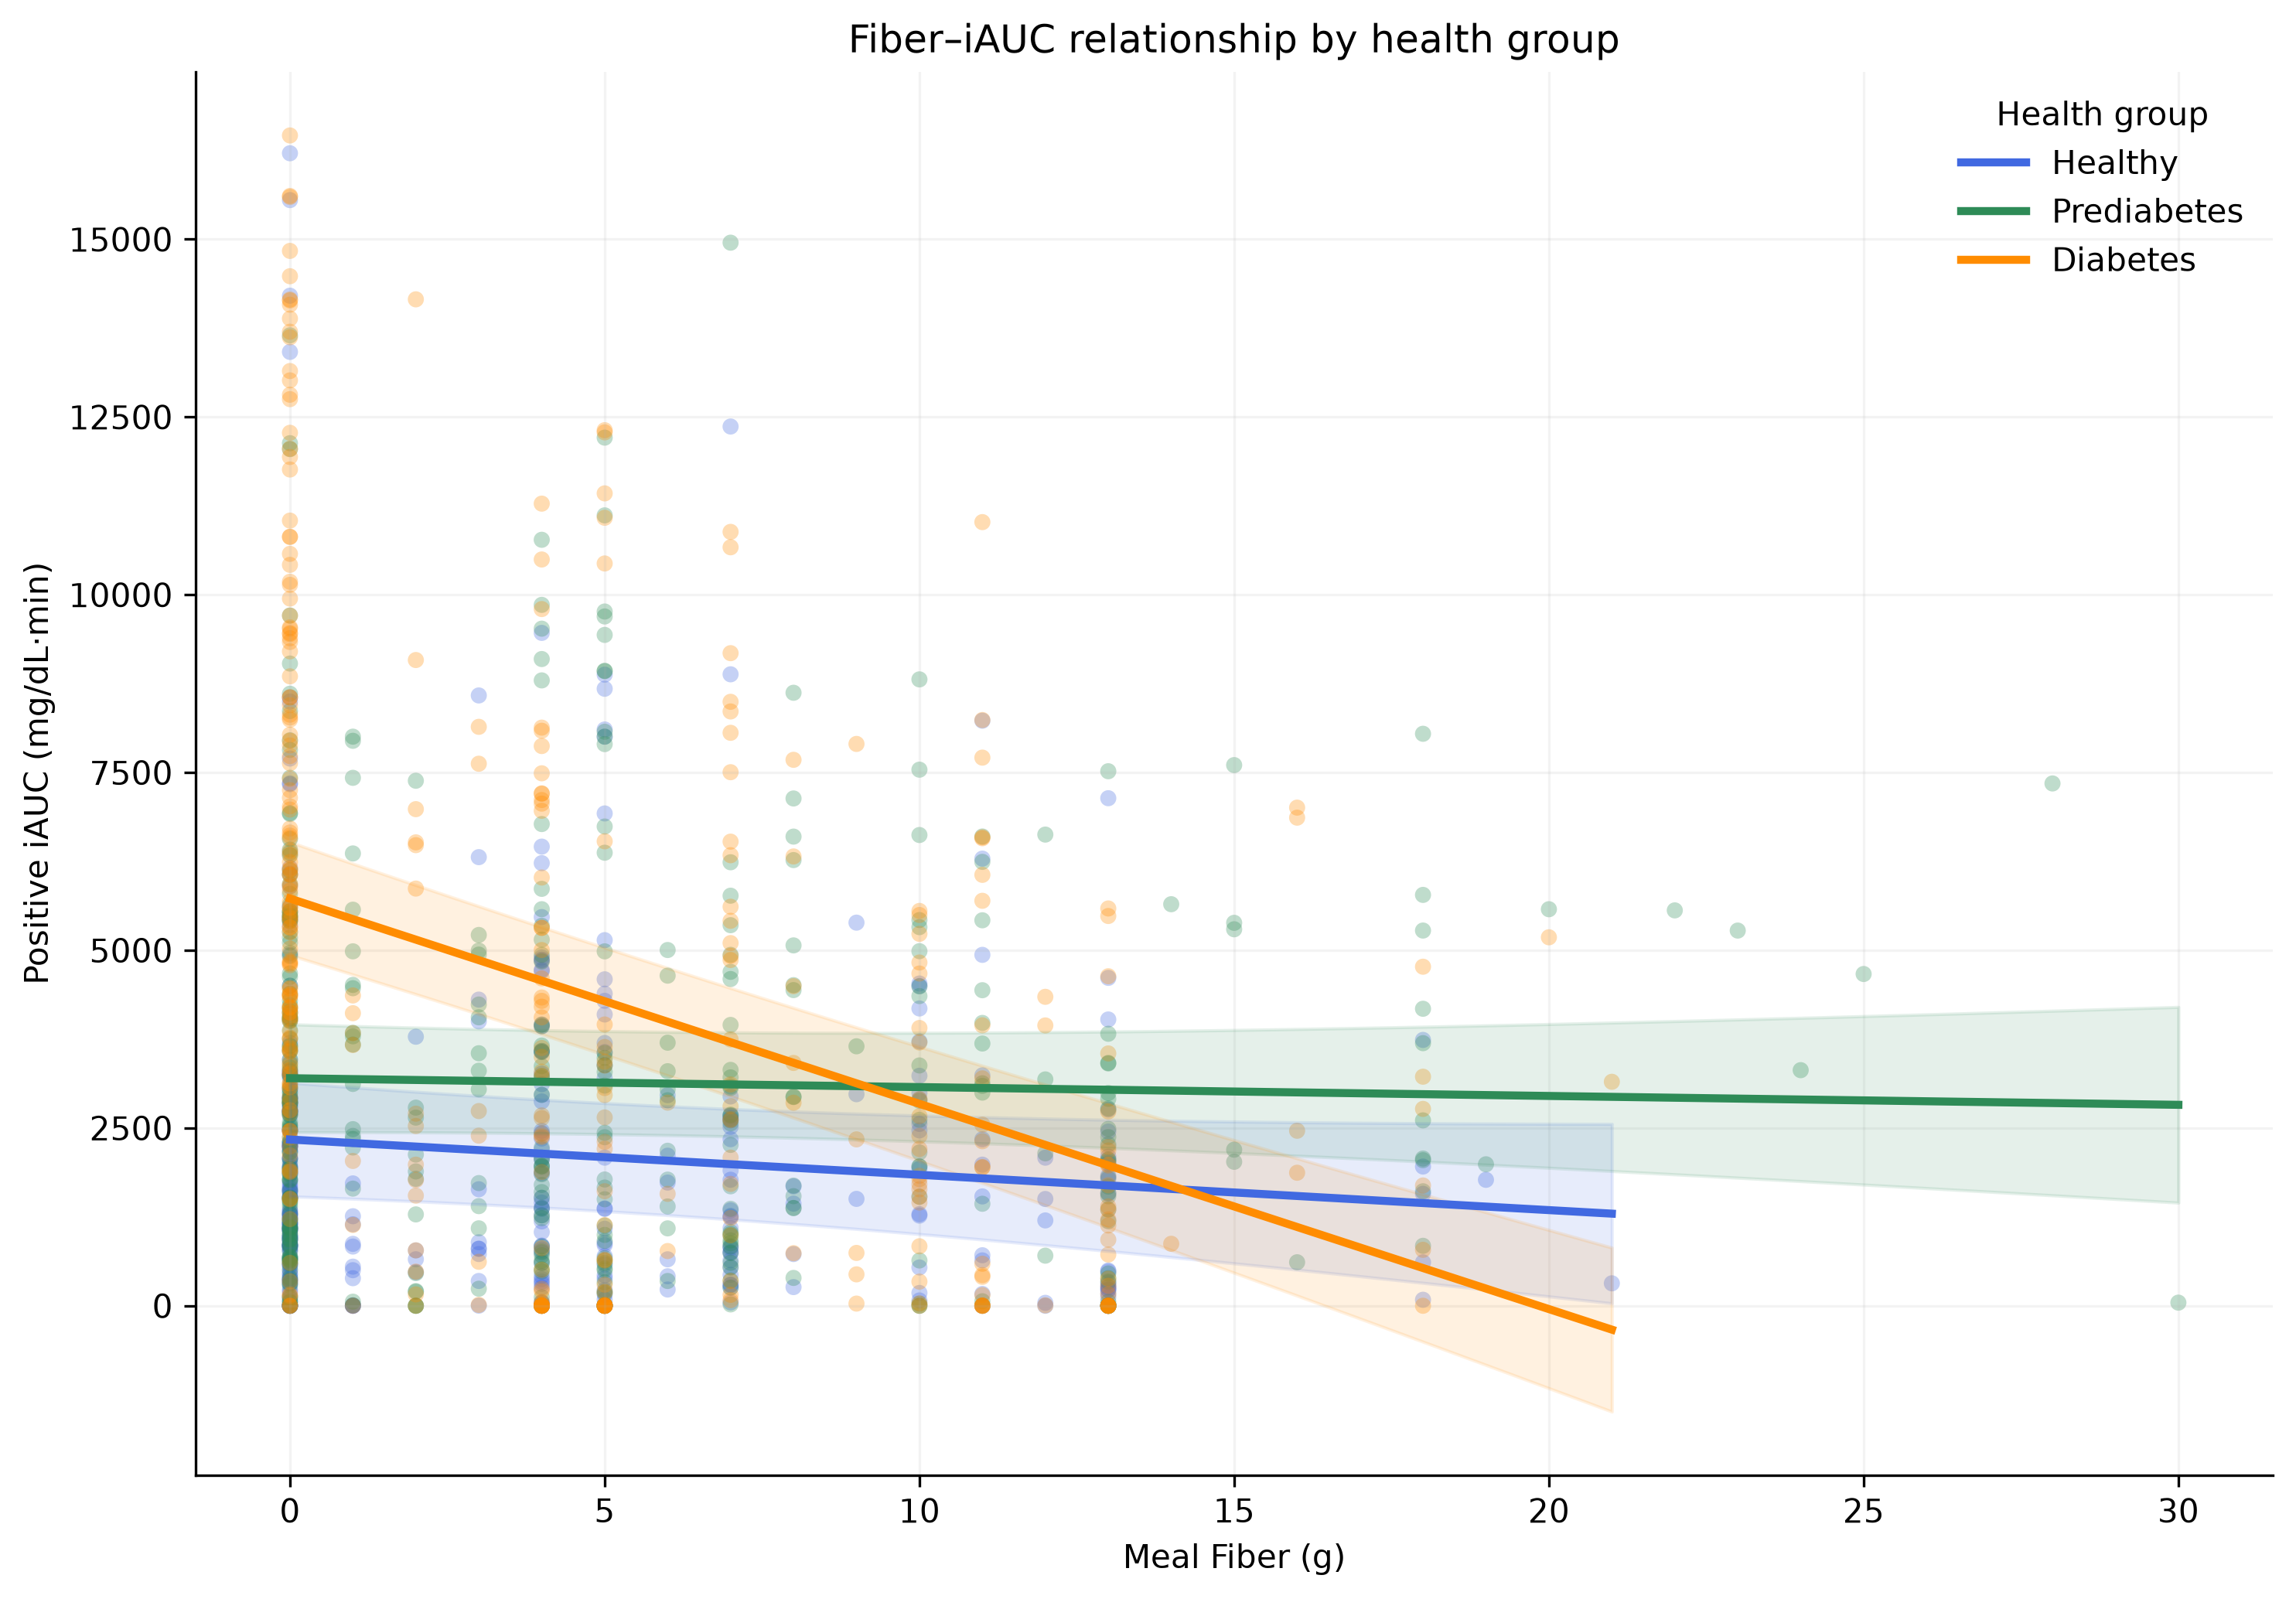 Fiber–iAUC relationship by health group
Health group
Healthy
Prediabetes
Diabetes
Positive iAUC (mg/dL·min)
15000
12500
10000
7500
5000
2500
0
0 5 10 15 20 25 30
Meal Fiber (g)